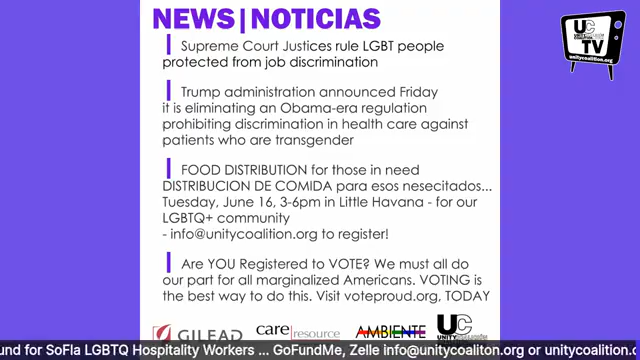 NEWS|NOTICIAS
UC
UNITY
TV
unitycoalition.org
Supreme Court Justices rule LGBT people
protected from job discrimination
Trump administration announced Friday
it is eliminating an Obama-era regulation
prohibiting discrimination in health care against
patients who are transgender
FOOD DISTRIBUTION for those in need
DISTRIBUCION DE COMIDA para esos nesecitados...
Tuesday, June 16, 3-6pm in Little Havana - for our
LGBTQ+ community
- info@unitycoalition.org to register!
Are YOU Registered to VOTE? We must all do
our part for all marginalized Americans. VOTING is
the best way to do this. Visit voteproud.org, TODAY
GILEAD
care resource
AMBIENTE
UC
UNITY
und for SoFla LGBTQ Hospitality Workers ... GoFundMe, Zelle info@unitycoaliton.org or unitycoalition.